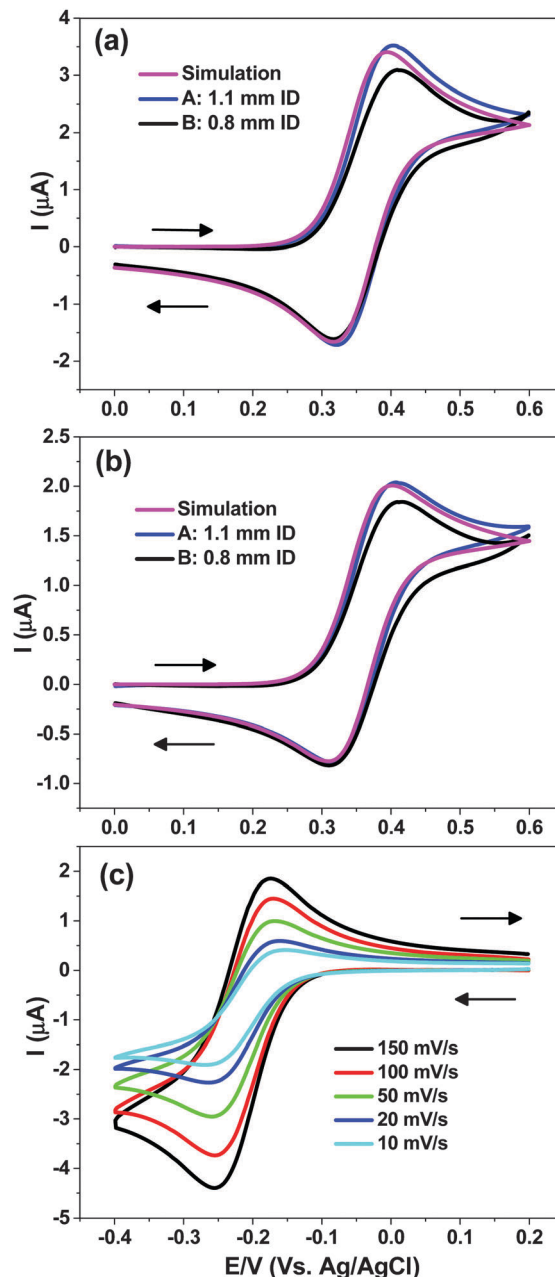 (a)
Simulation
A: 1.1 mm ID
B: 0.8 mm ID
I (μA)
4
3
2
1
0
-1
-2
0.0 0.1 0.2 0.3 0.4 0.5 0.6
(b)
Simulation
A: 1.1 mm ID
B: 0.8 mm ID
I (μA)
2.5
2.0
1.5
1.0
0.5
0.0
-0.5
-1.0
0.0 0.1 0.2 0.3 0.4 0.5 0.6
(c)
I (μA)
2
1
0
-1
-2
-3
-4
-5
150 mV/s
100 mV/s
50 mV/s
20 mV/s
10 mV/s
-0.4 -0.3 -0.2 -0.1 0.0 0.1 0.2
E/V (Vs. Ag/AgCl)